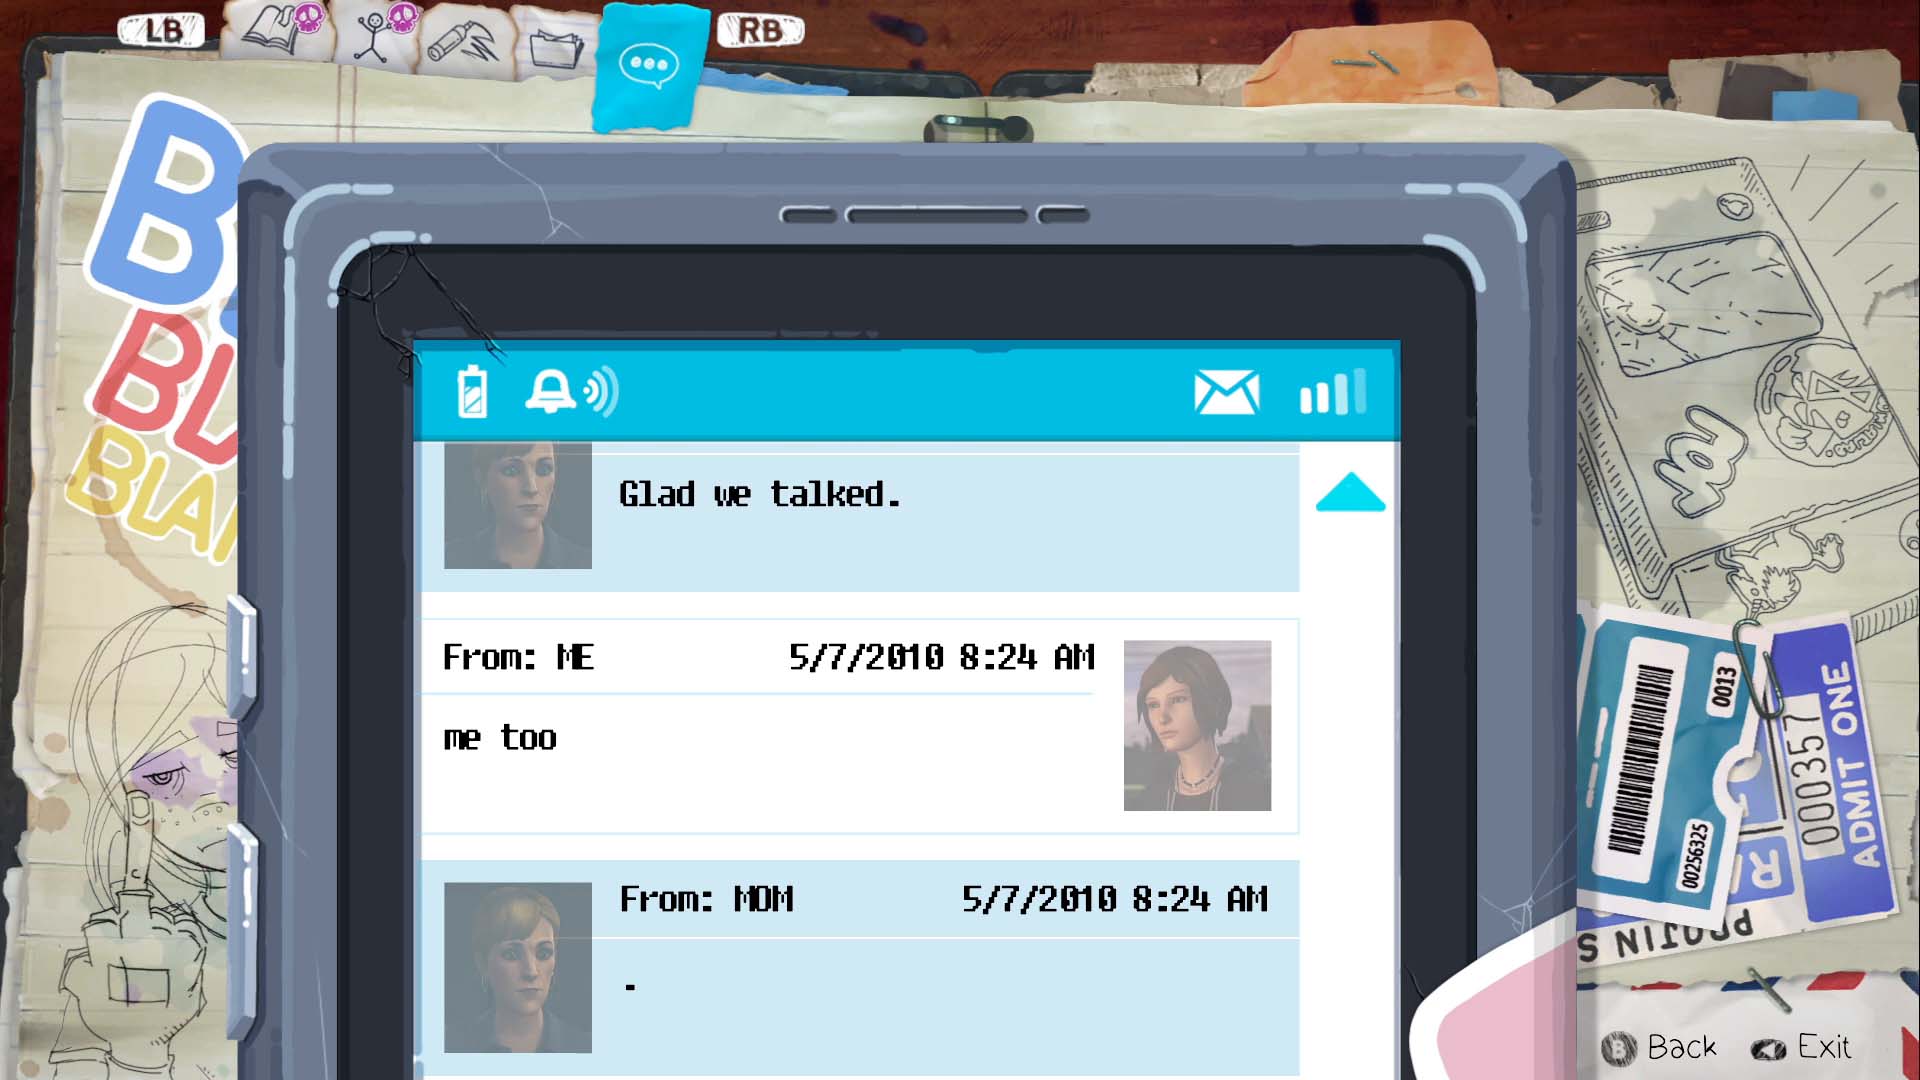 LB
RB
B
BL
BLA
Glad we talked.
From: ME 5/7/2010 8:24 AM
me too
From: MOM 5/7/2010 8:24 AM
.
0013
00256325
000357
ADMIT ONE
Back
Exit